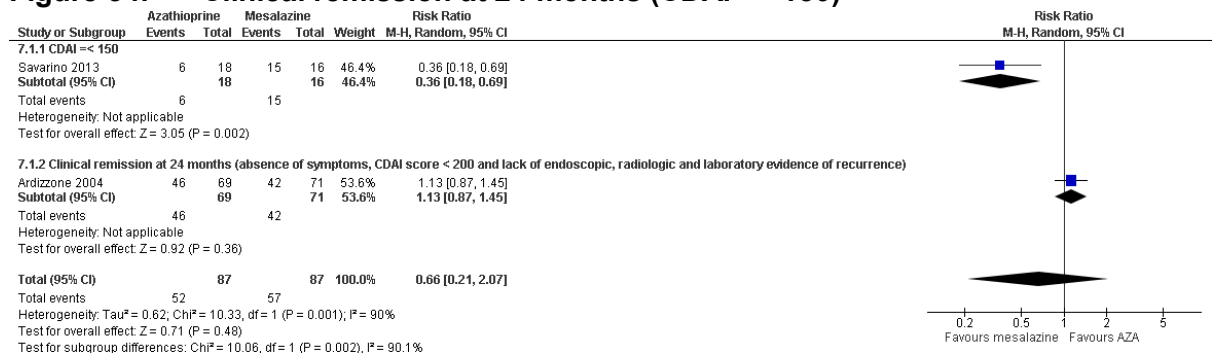 Azathioprine Mesalazine Risk Ratio Risk Ratio
Study or Subgroup Events Total Events Total Weight M-H, Random, 95% CI M-H, Random, 95% CI
7.1.1 CDAI =< 150
Savarino 2013 6 18 15 16 46.4% 0.36 [0.18, 0.69]
Subtotal (95% CI) 18 16 46.4% 0.36 [0.18, 0.69]
Total events 6 15
Heterogeneity: Not applicable
Test for overall effect: Z = 3.05 (P = 0.002)
7.1.2 Clinical remission at 24 months (absence of symptoms, CDAI score < 200 and lack of endoscopic, radiologic and laboratory evidence of recurrence)
Ardizzone 2004 46 69 42 71 53.6% 1.13 [0.87, 1.45]
Subtotal (95% CI) 69 71 53.6% 1.13 [0.87, 1.45]
Total events 46 42
Heterogeneity: Not applicable
Test for overall effect: Z = 0.92 (P = 0.36)
Total (95% CI) 87 87 100.0% 0.66 [0.21, 2.07]
Total events 52 57
Heterogeneity: Tau² = 0.62; Chi² = 10.33, df = 1 (P = 0.001); I² = 90%
Test for overall effect: Z = 0.71 (P = 0.48)
Test for subgroup differences: Chi² = 10.06, df = 1 (P = 0.002), I² = 90.1%
0.2 0.5 1 2 5
Favours mesalazine Favours AZA